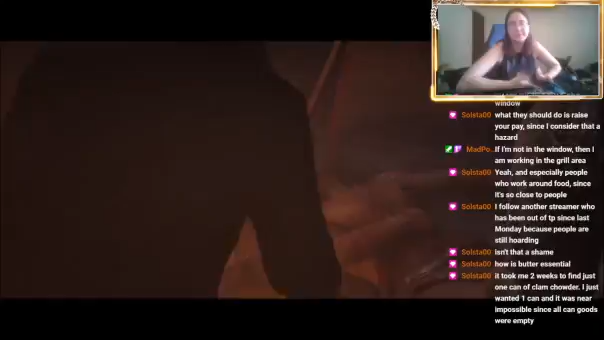 window
Solsta00 what they should do is raise
your pay, since I consider that a
hazard
MadPo.. If I'm not in the window, then I
am working in the grill area
Solsta00 Yeah, and especially people
who work around food, since
it's so close to people
Solsta00 I follow another streamer who
has been out of tp since last
Monday because people are
still hoarding
Solsta00 isn't that a shame
Solsta00 how is butter essential
Solsta00 it took me 2 weeks to find just
one can of clam chowder. I just
wanted 1 can and it was near
impossible since all can goods
were empty